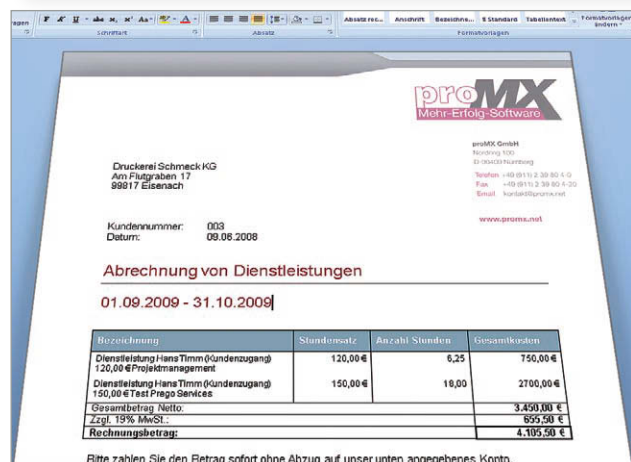 Absatz rec... Anschrift Bezeichne... § Standard Tabellentext Formatvorlagen
ändern
Schriftart Absatz Formatvorlagen
proMX
Mehr-Erfolg-Software
proMX GmbH
Nordring 100
D-90409 Nürnberg
Telefon +49 (911) 2 39 80 4-0
Fax +49 (911) 2 39 80 4-20
Email kontakt@promx.net
www.promx.net
Druckerei Schmeck KG
Am Flutgraben 17
99817 Eisenach
Kundennummer: 003
Datum: 09.06.2008
Abrechnung von Dienstleistungen
01.09.2009 - 31.10.2009
Bezeichnung Stundensatz Anzahl Stunden Gesamtkosten
Dienstleistung Hans Timm (Kundenzugang) 120,00 € 6,25 750,00 €
120,00 € Projektmanagement
Dienstleistung Hans Timm (Kundenzugang) 150,00 € 18,00 2700,00 €
150,00 € Test Prego Services
Gesamtbetrag Netto: 3.450,00 €
Zzgl. 19% MwSt.: 655,50 €
Rechnungsbetrag: 4.105,50 €
Bitte zahlen Sie den Betrag sofort ohne Abzug auf unser unten angegebenes Konto.